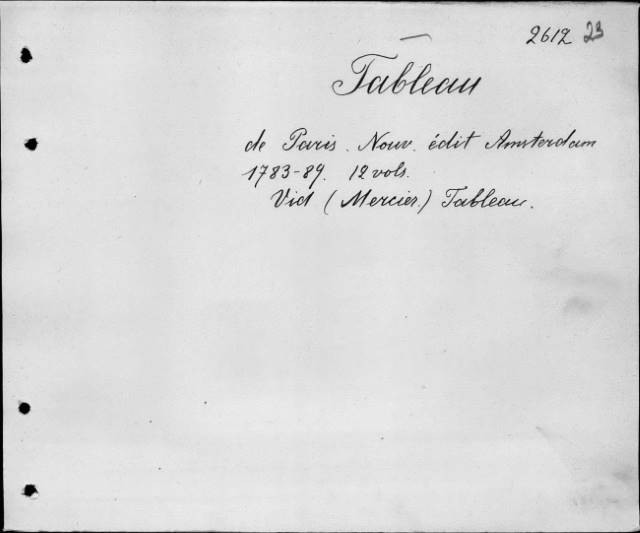 2612 23
Tableau
de Paris. Nouv. édit Amsterdam
1783-89. 12 vols.
Vid (Mercier.) Tableau.